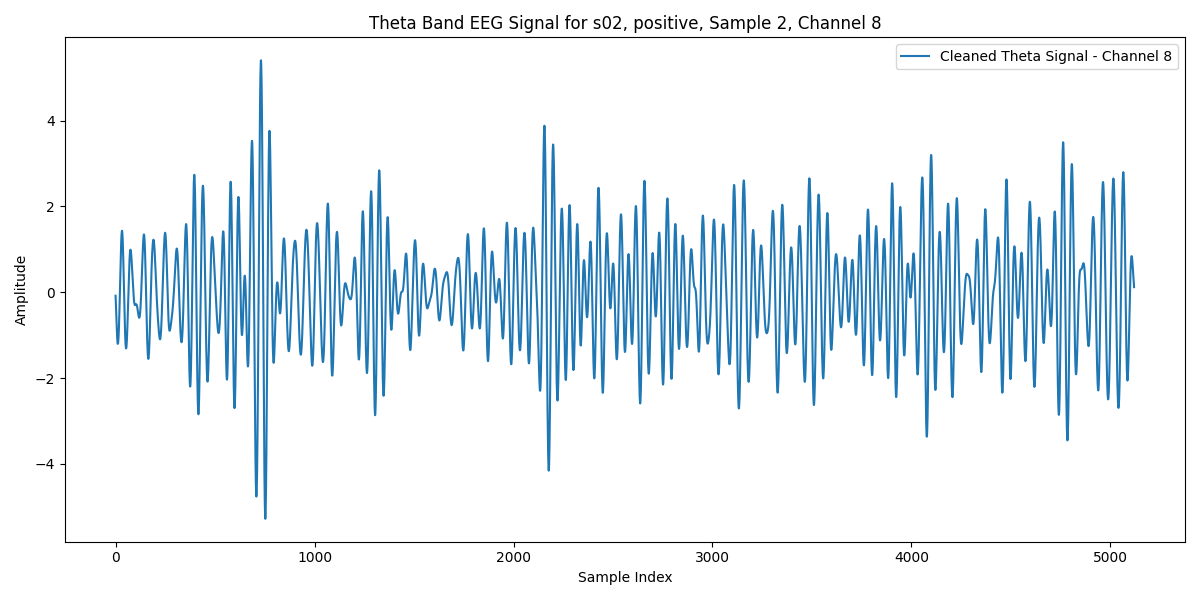 Theta Band EEG Signal for s02, positive, Sample 2, Channel 8
Cleaned Theta Signal - Channel 8
Amplitude
4
2
0
−2
−4
0 1000 2000 3000 4000 5000
Sample Index